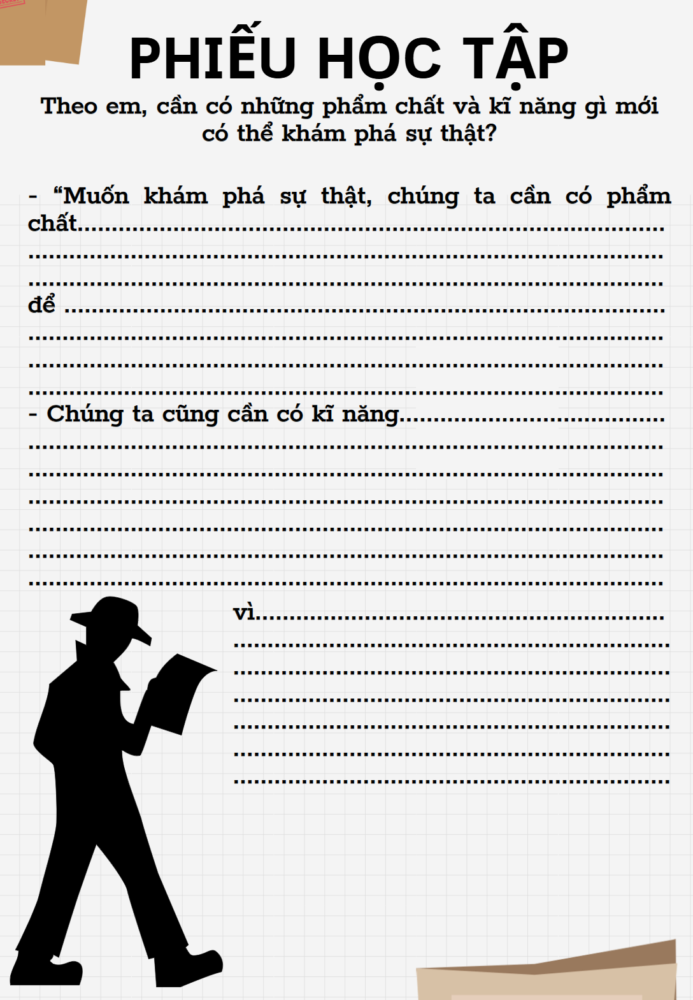 PHIẾU HỌC TẬP
Theo em, cần có những phẩm chất và kĩ năng gì mới
có thể khám phá sự thật?
- “Muốn khám phá sự thật, chúng ta cần có phẩm
chất......................................................................................
.............................................................................................
.............................................................................................
để ........................................................................................
.............................................................................................
.............................................................................................
.............................................................................................
- Chúng ta cũng cần có kĩ năng.......................................
.............................................................................................
.............................................................................................
.............................................................................................
.............................................................................................
.............................................................................................
.............................................................................................
vì............................................................
................................................................
................................................................
................................................................
................................................................
................................................................
................................................................